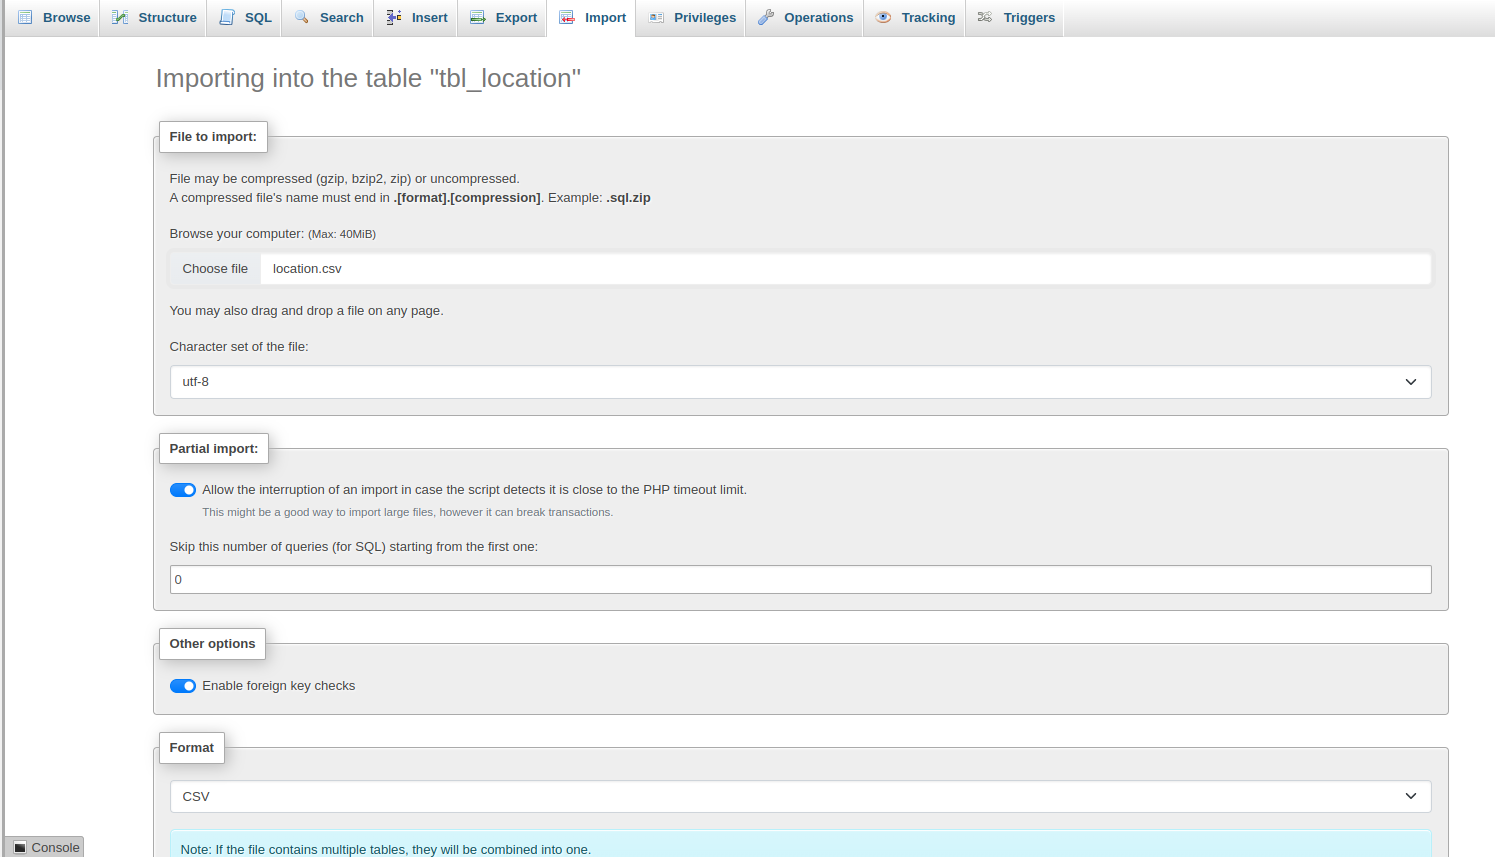 Browse Structure SQL Search Insert Export Import Privileges Operations Tracking Triggers
Importing into the table "tbl_location"
File to import:
File may be compressed (gzip, bzip2, zip) or uncompressed.
A compressed file's name must end in .[format].[compression]. Example: .sql.zip
Browse your computer: (Max: 40MiB)
Choose file location.csv
You may also drag and drop a file on any page.
Character set of the file:
utf-8
Partial import:
Allow the interruption of an import in case the script detects it is close to the PHP timeout limit.
This might be a good way to import large files, however it can break transactions.
Skip this number of queries (for SQL) starting from the first one:
0
Other options
Enable foreign key checks
Format
CSV
Note: If the file contains multiple tables, they will be combined into one.
Console